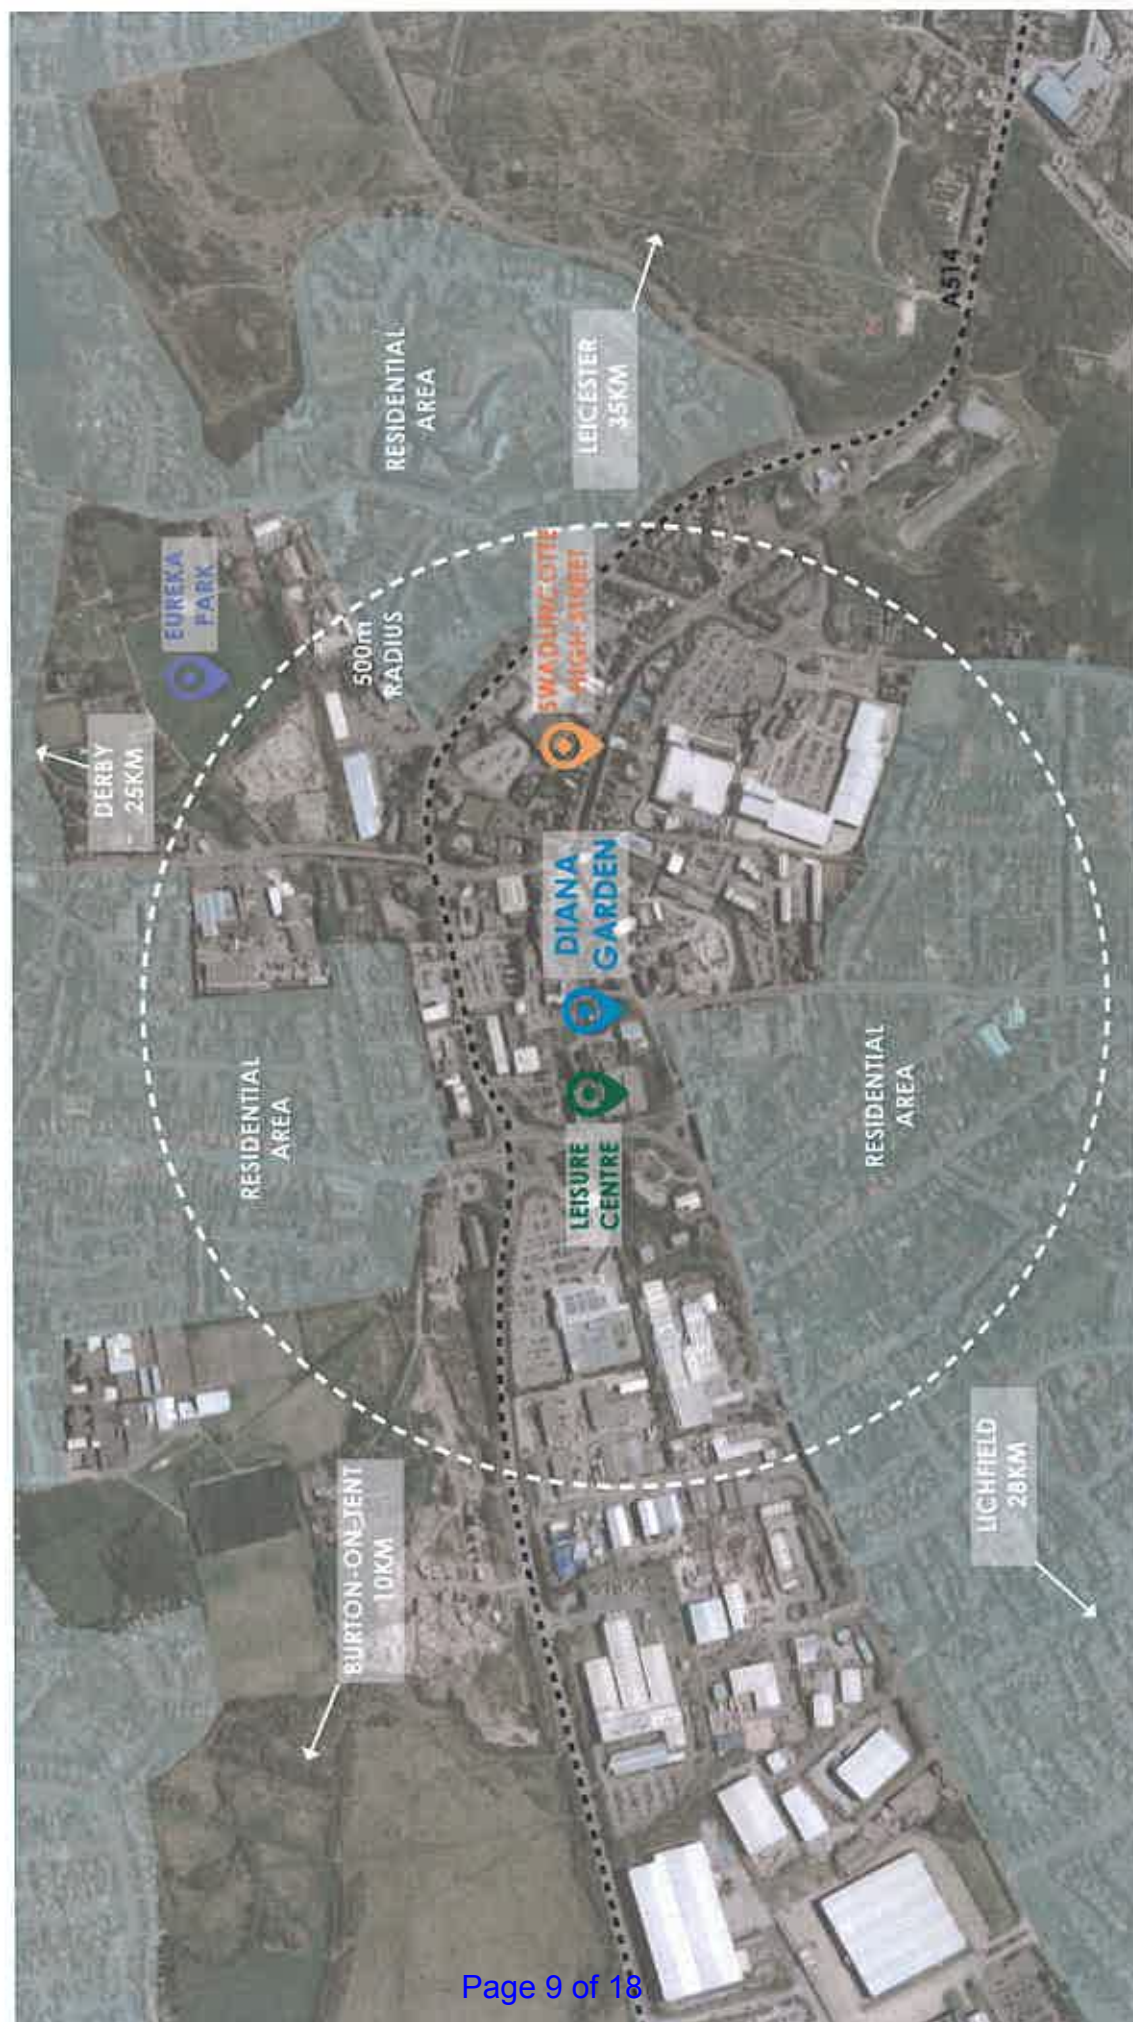 DERBY
25KM
EUREKA
PARK
BURTON-ON-TENT
10KM
RESIDENTIAL
AREA
500m
RADIUS
RESIDENTIAL
AREA
LEISURE
CENTRE
DIANA
GARDEN
SWADLINCOTTE
HIGH STREET
LEICESTER
35KM
RESIDENTIAL
AREA
LICHFIELD
28KM
A514
Page 9 of 18